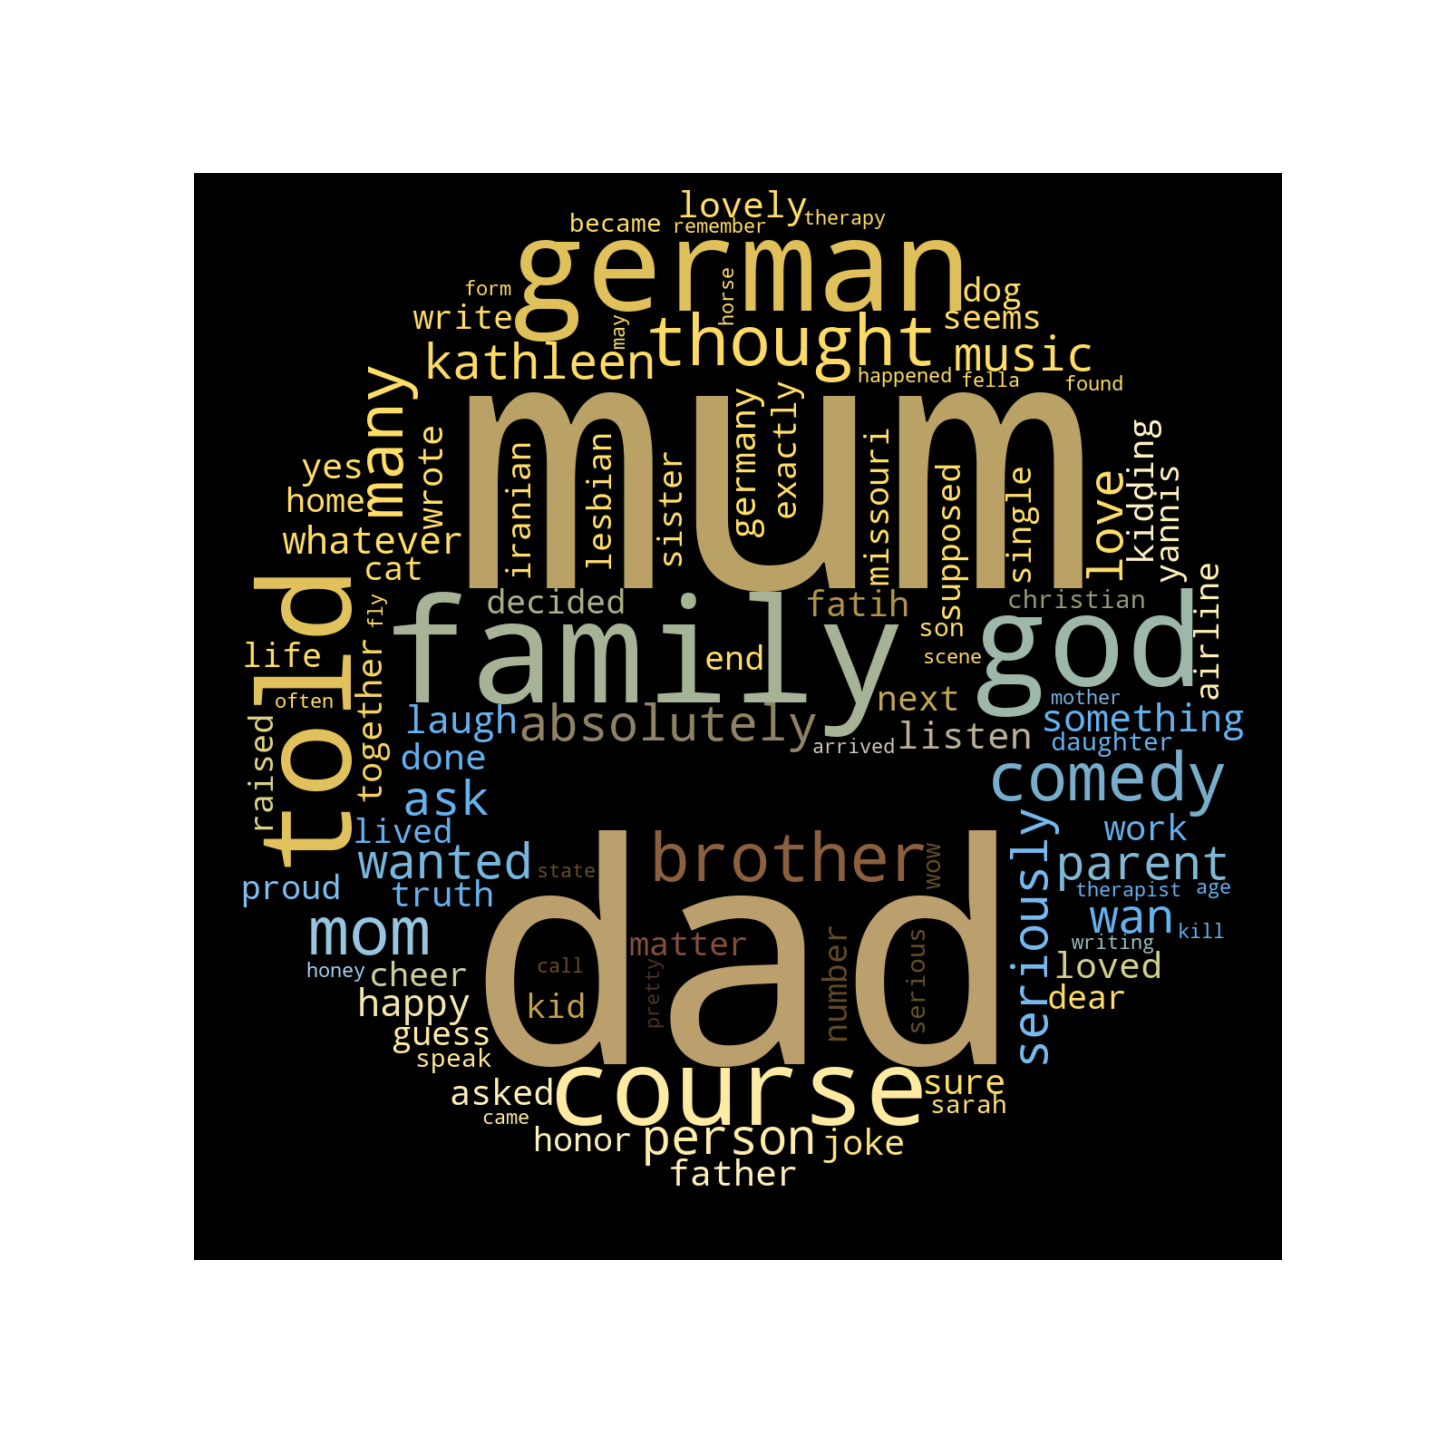 lovely
became
remember
therapy
german
horse
form
dog
write
may
seems
thought
kathleen
music
happened
fella
found
many
mum
germany
exactly
kidding
yes
wrote
iranian
lesbian
sister
missouri
supposed
single
love
yannis
home
whatever
cat
told
fly
family
decided
fatih
christian
god
airline
son
life
end
scene
together
often
next
mother
raised
laugh
absolutely
arrived
listen
something
daughter
done
comedy
ask
lived
seriously
work
wanted
brother
wow
parent
state
dad
proud
truth
therapist
age
mom
matter
number
serious
wan
kill
writing
honey
cheer
call
pretty
loved
happy
kid
dear
guess
speak
course
sure
asked
sarah
came
honor
person
joke
father